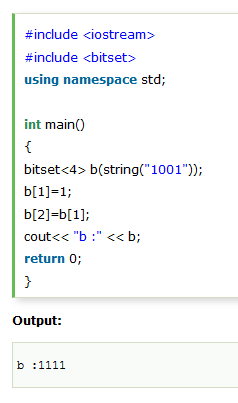 #include <iostream>
#include <bitset>
using namespace std;
int main()
{
bitset<4> b(string("1001"));
b[1]=1;
b[2]=b[1];
cout<< "b :" << b;
return 0;
}
Output:
b :1111